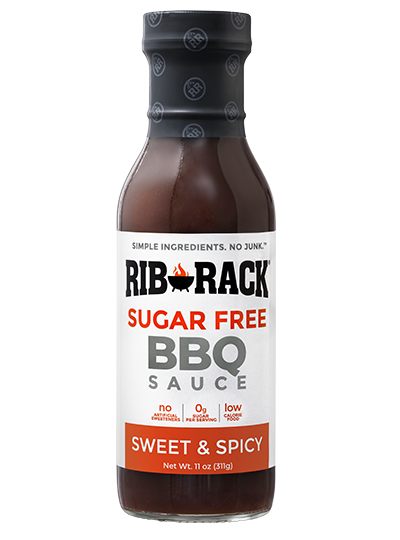 SIMPLE INGREDIENTS. NO JUNK.™
RIB RACK®
SUGAR FREE
BBQ
SAUCE
no
ARTIFICIAL
SWEETENERS
0g
SUGAR
PER SERVING
low
CALORIE
FOOD
SWEET & SPICY
Net Wt. 11 oz (311g)